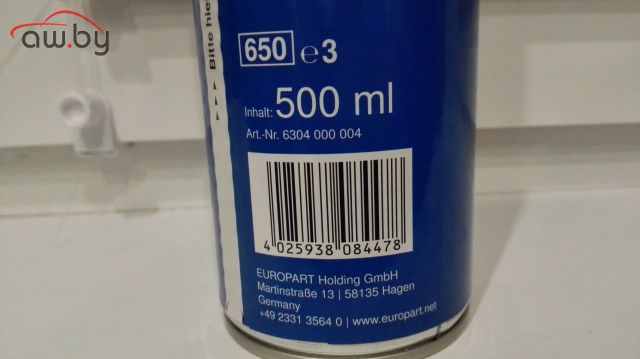 aw.by
Bitte hie
650 e3
Inhalt: 500 ml
Art.-Nr. 6304 000 004
4 025938 084478
EUROPART Holding GmbH
Martinstraße 13 | 58135 Hagen
Germany
+49 2331 3564 0 | www.europart.net